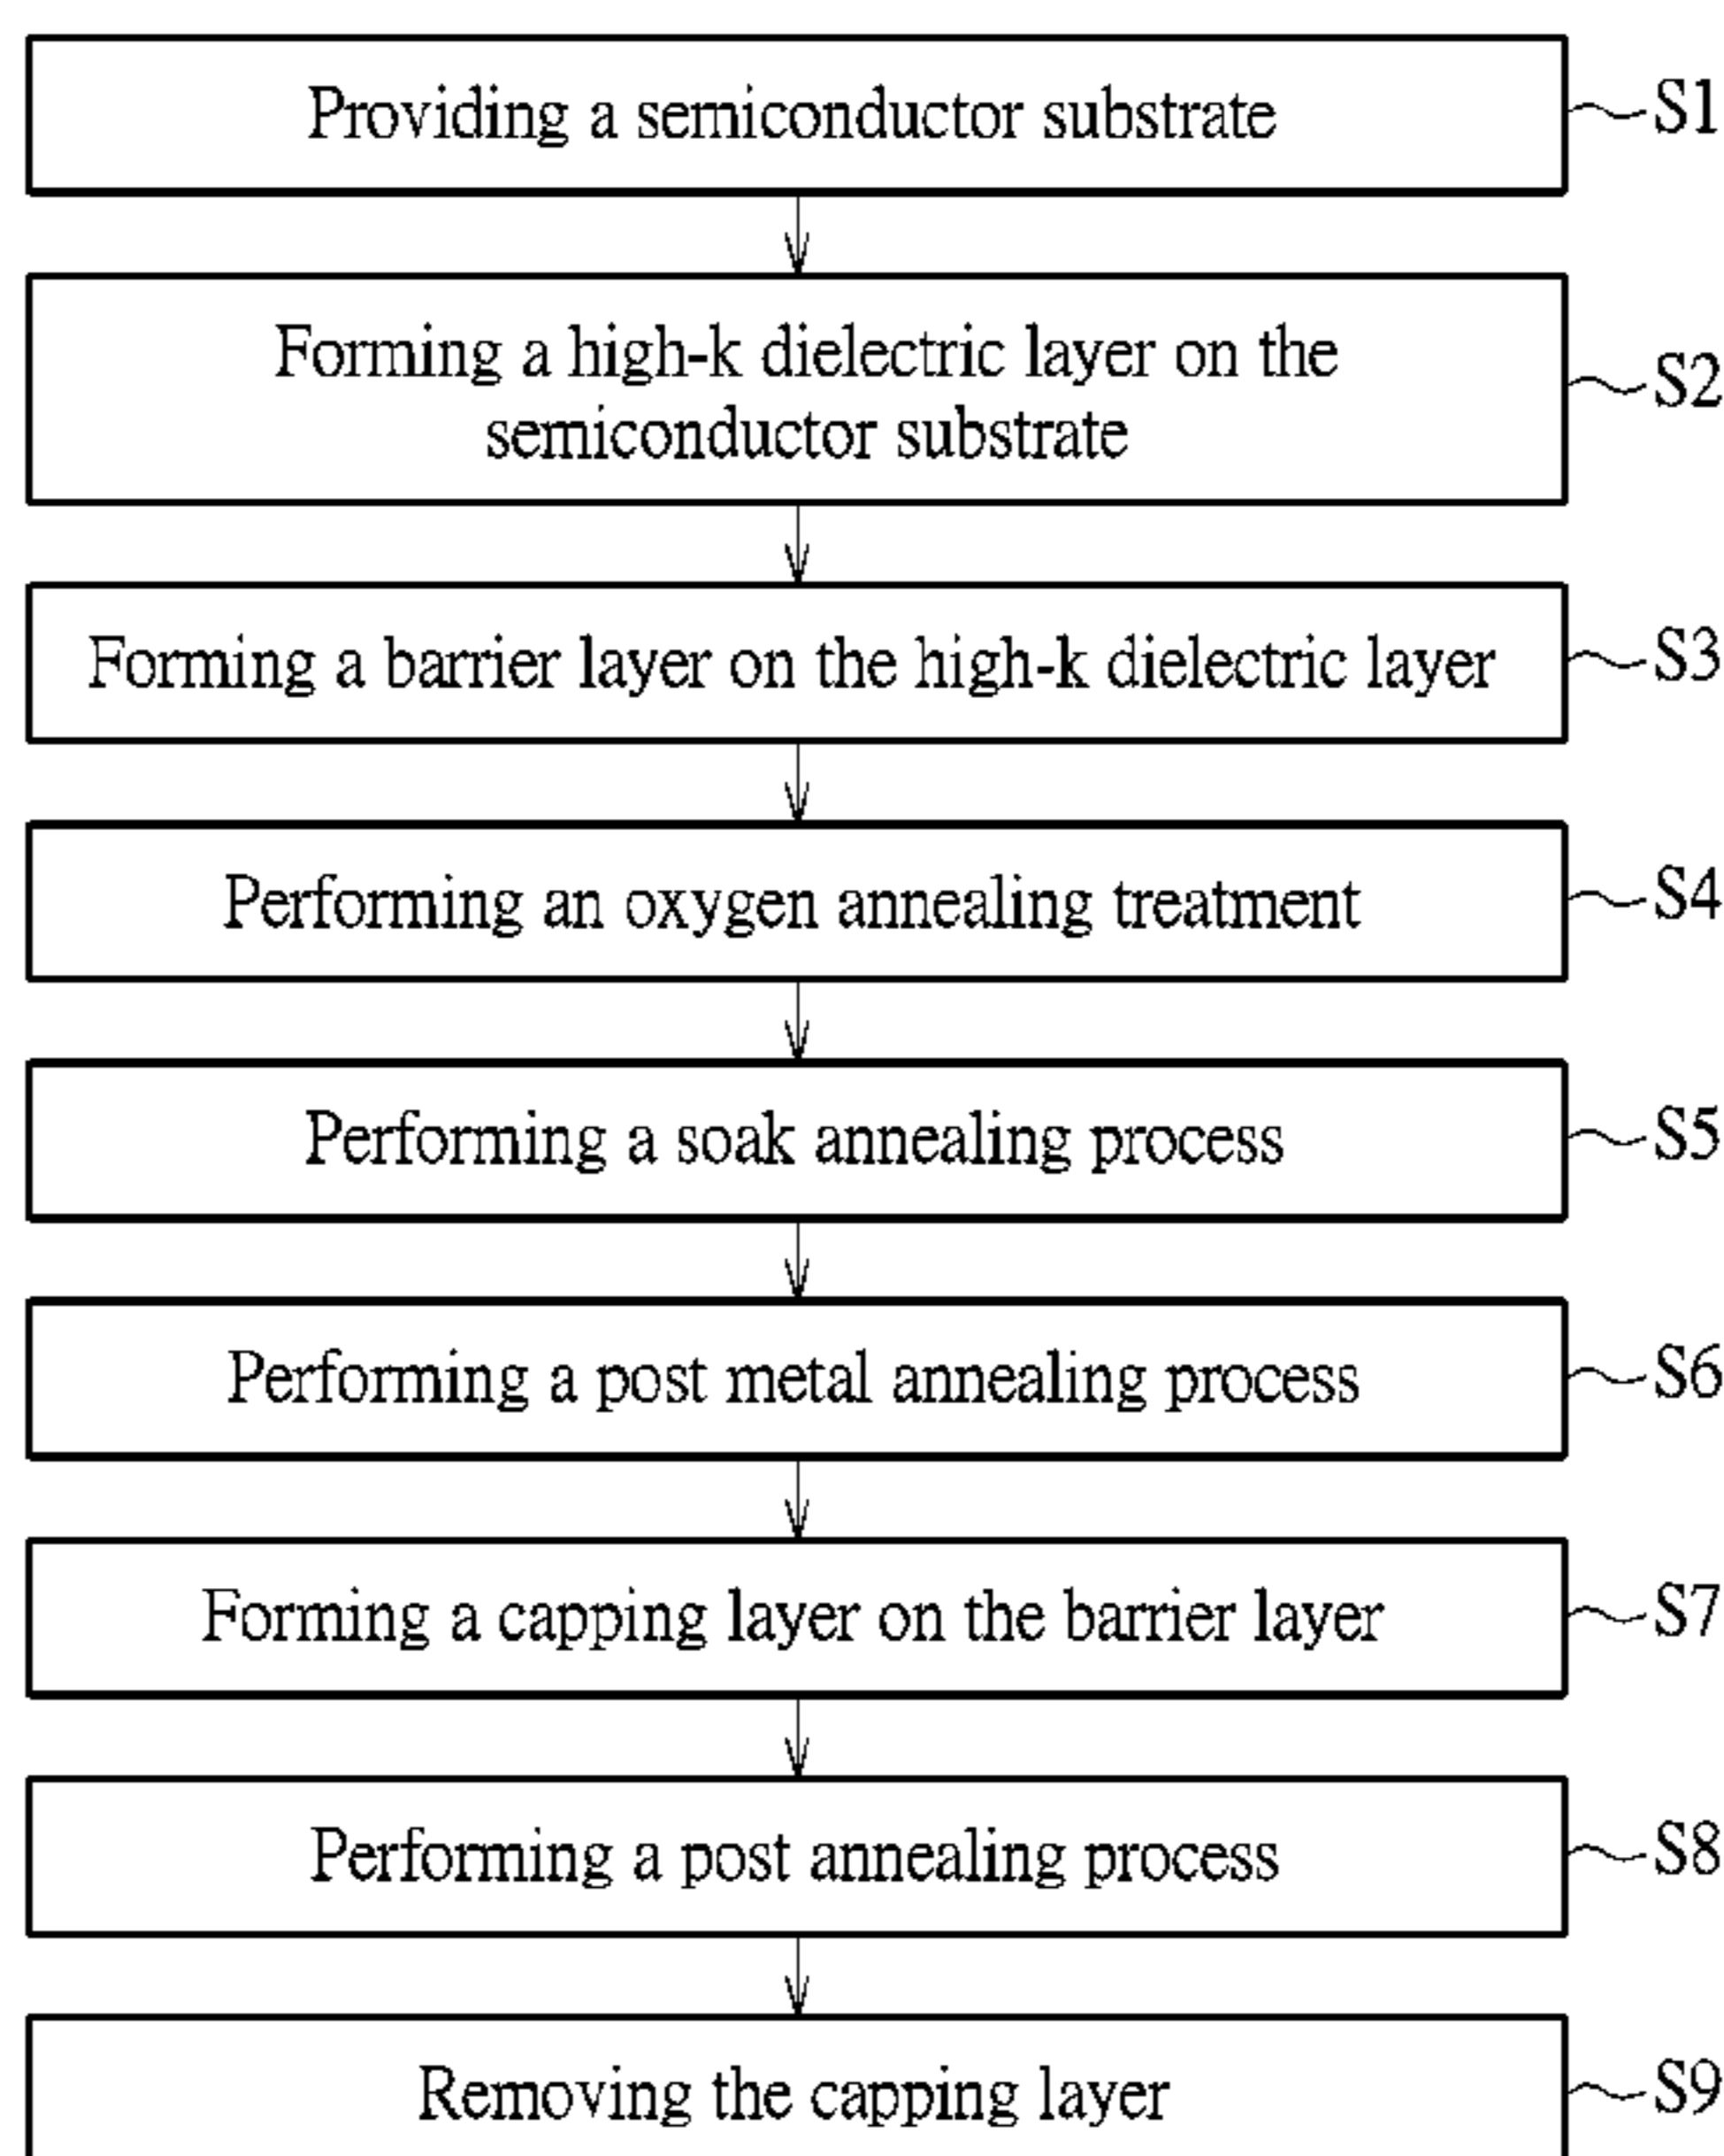 Providing a semiconductor substrate
S1
Forming a high-k dielectric layer on the
semiconductor substrate
S2
Forming a barrier layer on the high-k dielectric layer
S3
Performing an oxygen annealing treatment
S4
Performing a soak annealing process
S5
Performing a post metal annealing process
S6
Forming a capping layer on the barrier layer
S7
Performing a post annealing process
S8
Removing the capping layer
S9